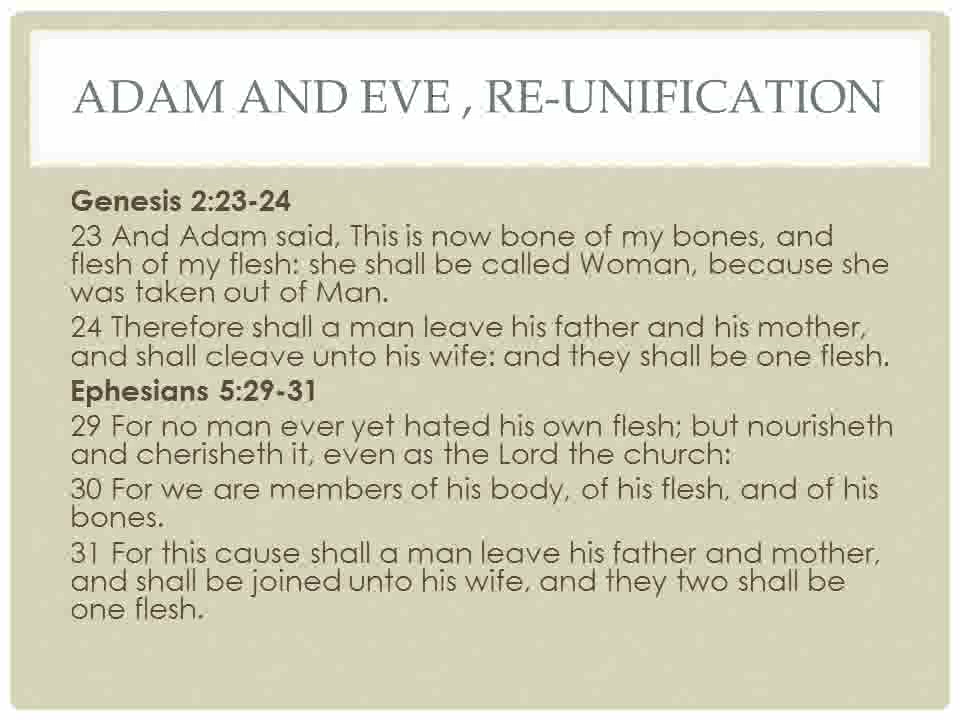 ADAM AND EVE , RE-UNIFICATION
Genesis 2:23-24
23 And Adam said, This is now bone of my bones, and
flesh of my flesh: she shall be called Woman, because she
was taken out of Man.
24 Therefore shall a man leave his father and his mother,
and shall cleave unto his wife: and they shall be one flesh.
Ephesians 5:29-31
29 For no man ever yet hated his own flesh; but nourisheth
and cherisheth it, even as the Lord the church:
30 For we are members of his body, of his flesh, and of his
bones.
31 For this cause shall a man leave his father and mother,
and shall be joined unto his wife, and they two shall be
one flesh.